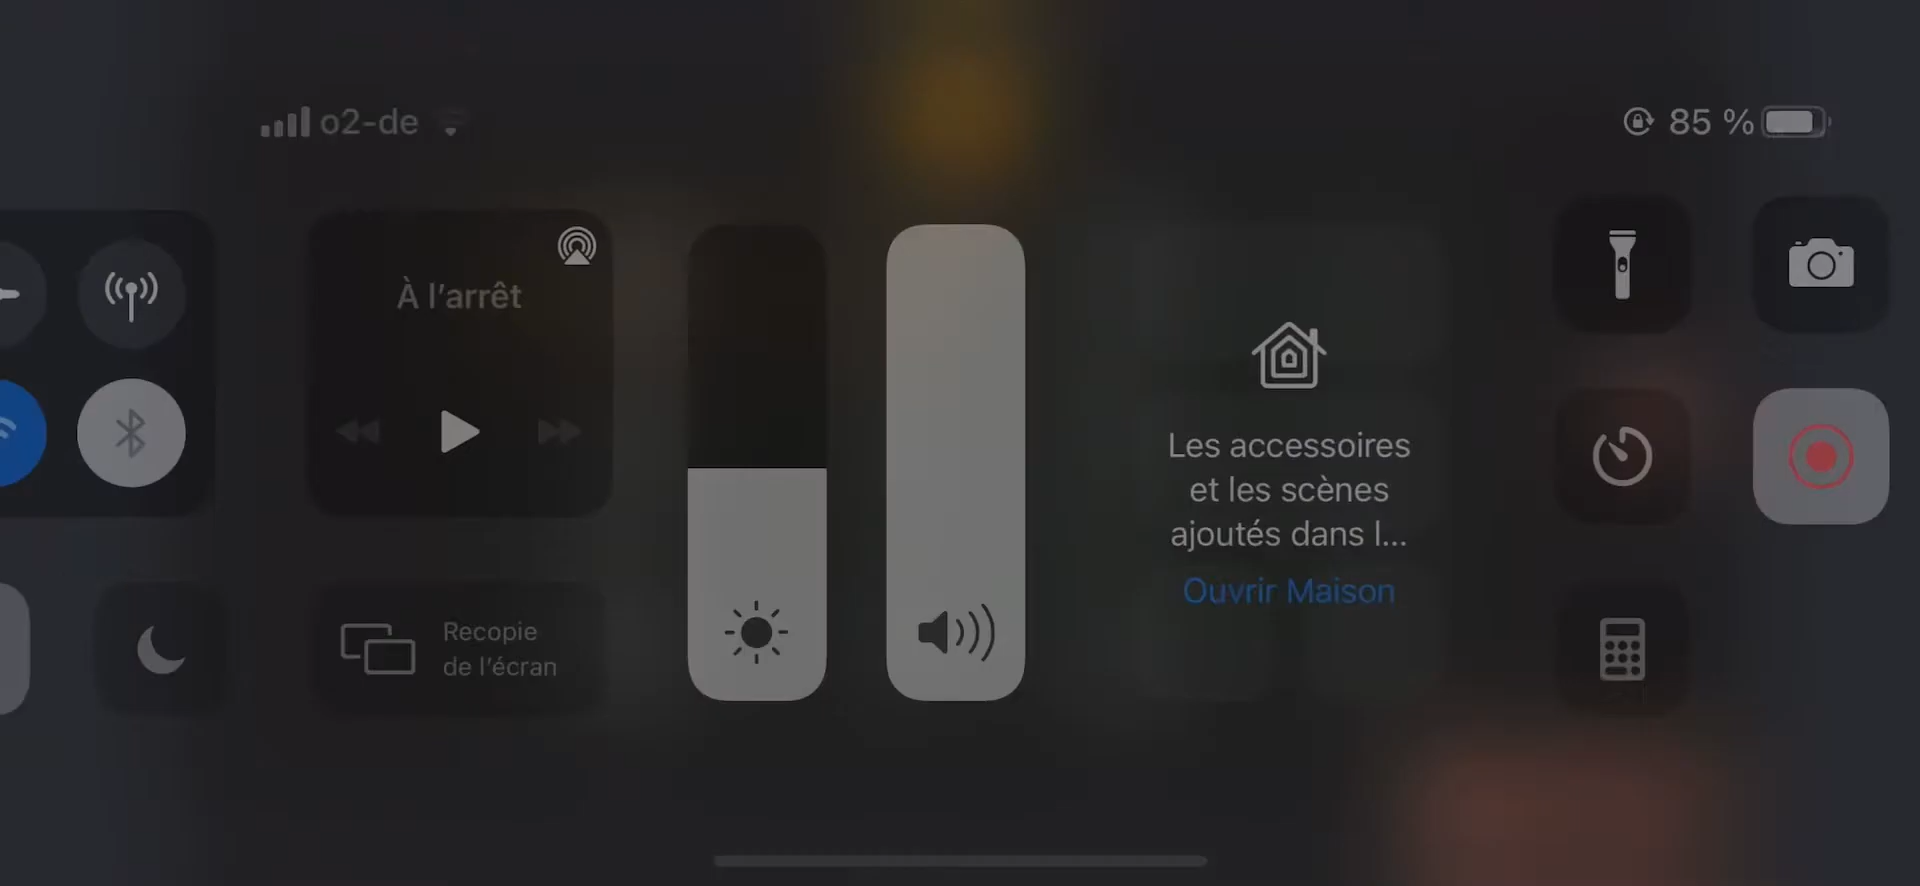 o2-de
85 %
À l’arrêt
Recopie
de l’écran
Les accessoires
et les scènes
ajoutés dans l...
Ouvrir Maison